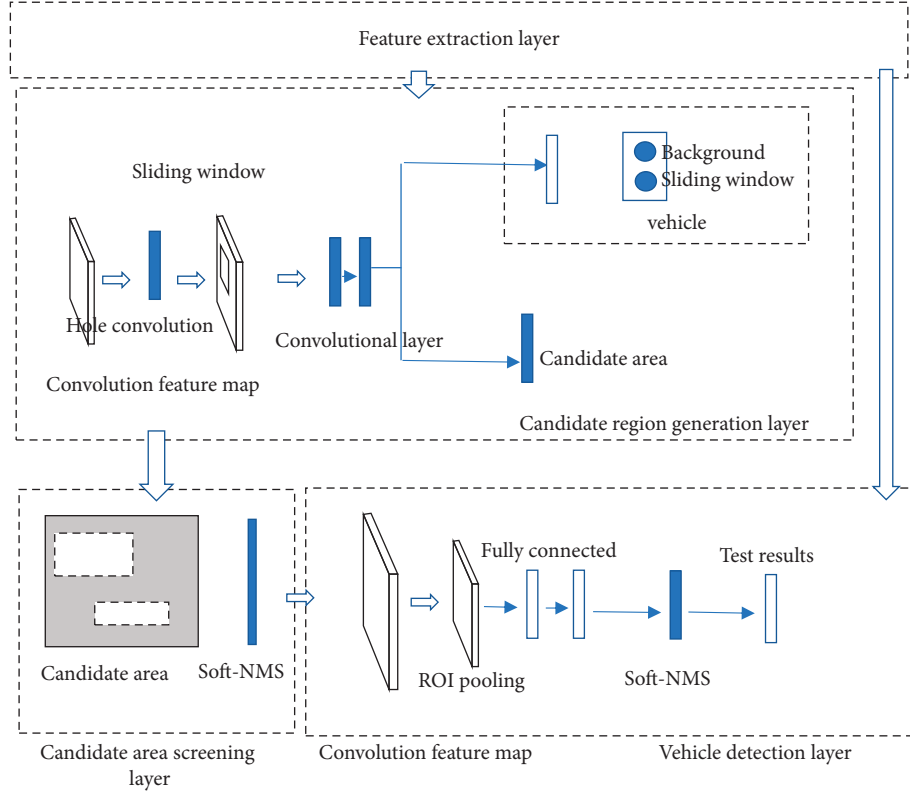 Feature extraction layer
Background
Sliding window
Sliding window
vehicle
Hole convolution
Convolutional layer
Candidate area
Convolution feature map
Candidate region generation layer
Fully connected
Test results
Candidate area
Soft-NMS
ROI pooling
Soft-NMS
Candidate area screening
layer
Convolution feature map
Vehicle detection layer